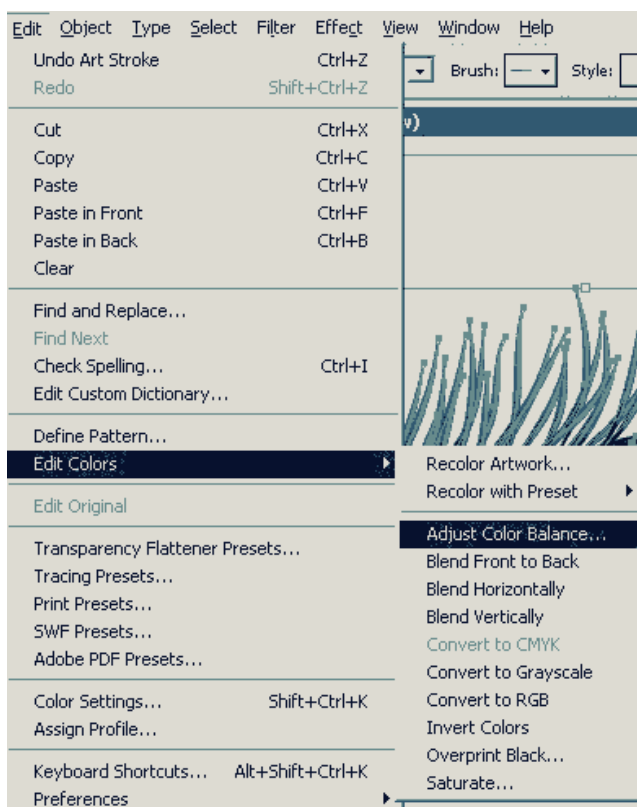 Edit Object Type Select Filter Effect View Window Help
Undo Art Stroke Ctrl+Z
Redo Shift+Ctrl+Z
Brush: Style:
v)
Cut Ctrl+X
Copy Ctrl+C
Paste Ctrl+V
Paste in Front Ctrl+F
Paste in Back Ctrl+B
Clear
Find and Replace...
Find Next
Check Spelling... Ctrl+I
Edit Custom Dictionary...
Define Pattern...
Edit Colors
Edit Original
Transparency Flattener Presets...
Tracing Presets...
Print Presets...
SWF Presets...
Adobe PDF Presets...
Color Settings... Shift+Ctrl+K
Assign Profile...
Keyboard Shortcuts... Alt+Shift+Ctrl+K
Preferences
Recolor Artwork...
Recolor with Preset
Adjust Color Balance...
Blend Front to Back
Blend Horizontally
Blend Vertically
Convert to CMYK
Convert to Grayscale
Convert to RGB
Invert Colors
Overprint Black...
Saturate...